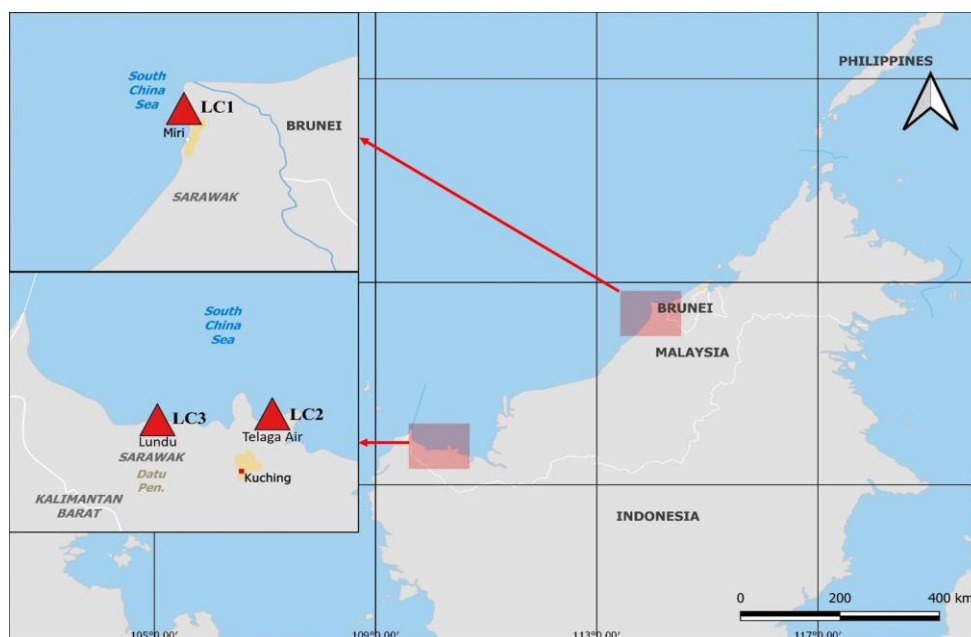 South
China
Sea
LC1
Miri
BRUNEI
SARAWAK
South
China
Sea
LC3
LC2
Lundu
Telaga Air
SARAWAK
Datu
Pen.
Kuching
KALIMANTAN
BARAT
PHILIPPINES
BRUNEI
MALAYSIA
INDONESIA
0 200 400 km
105°0.00' 109°0.00' 113°0.00' 117°0.00'